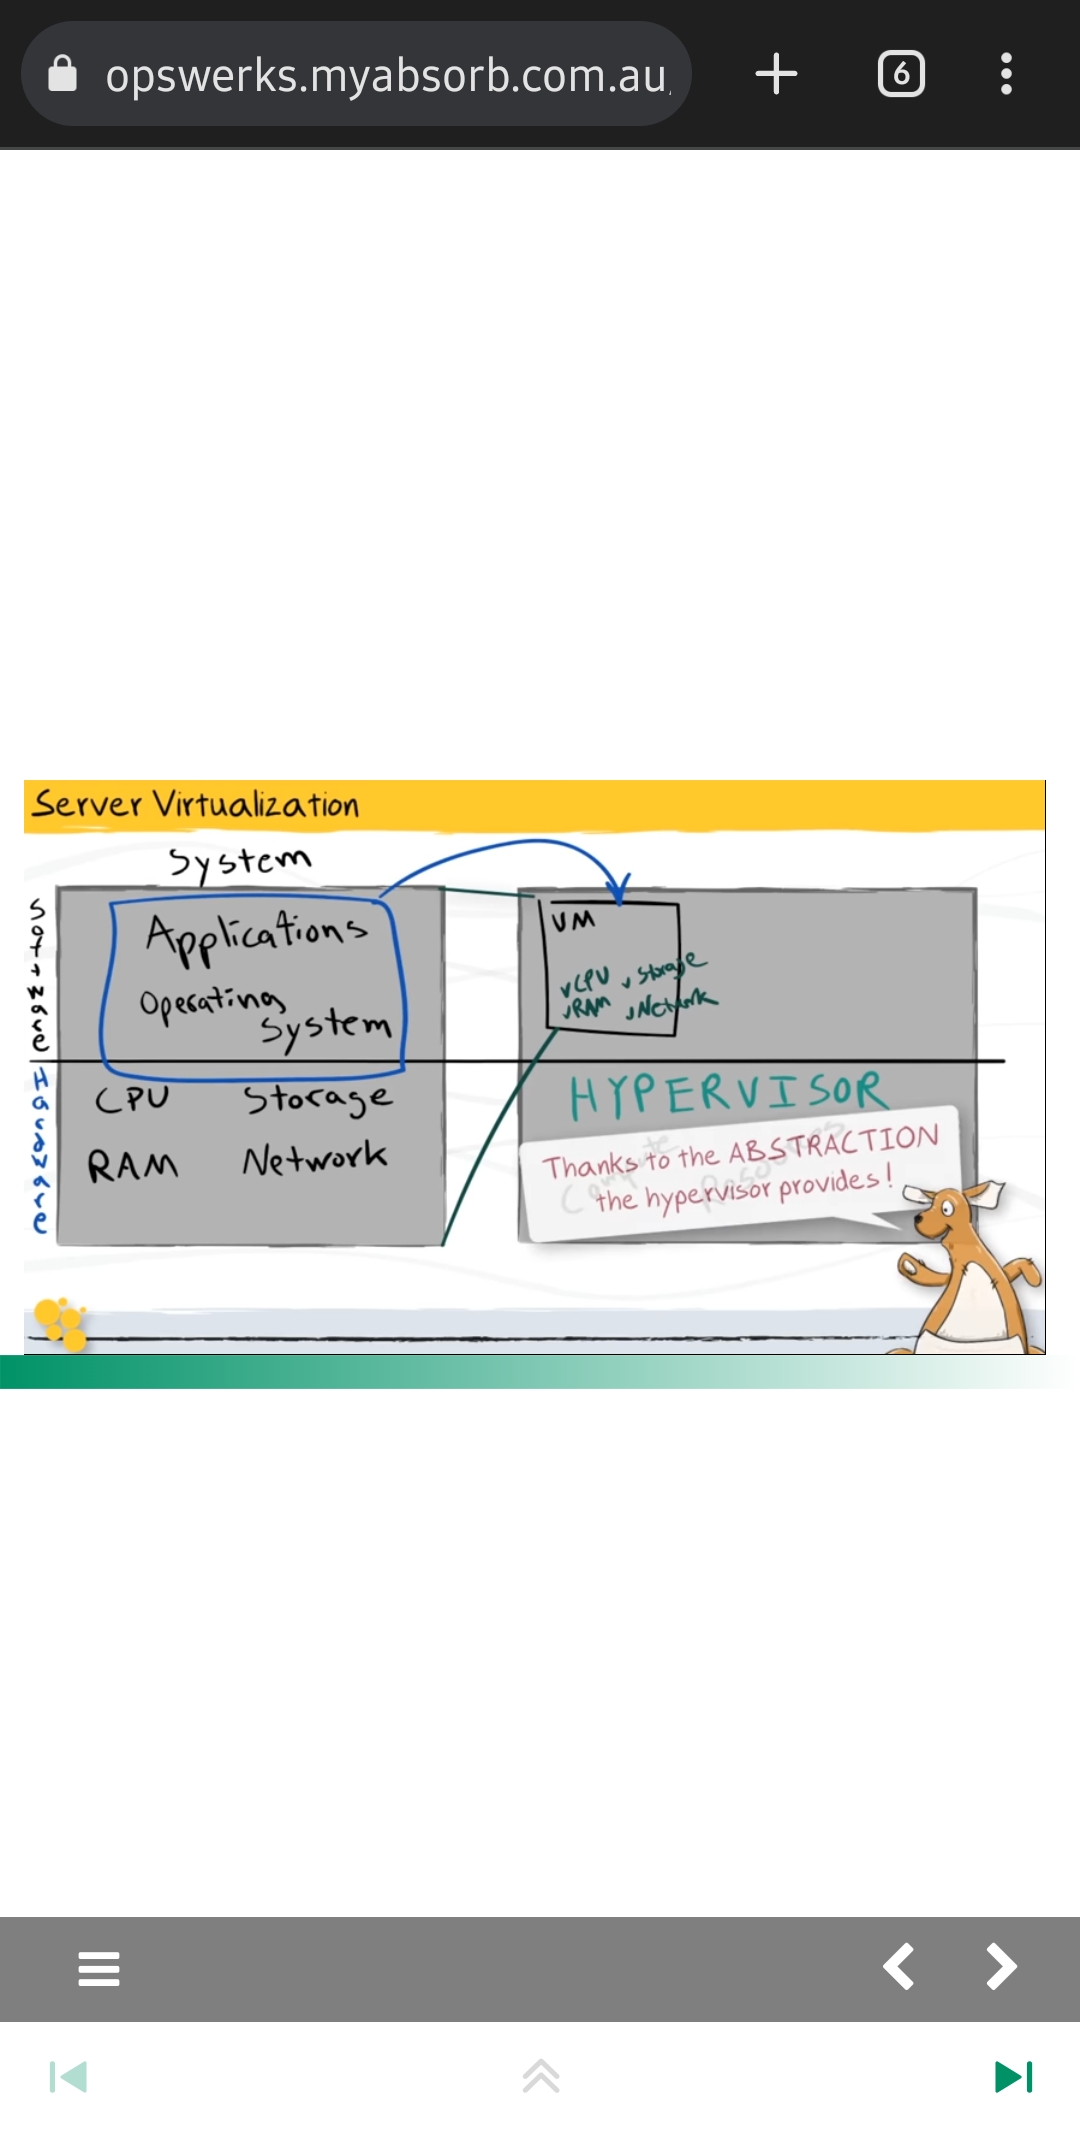 opswerks.myabsorb.com.au
6
Server Virtualization
System
Software
Applications
Operating
System
Hardware
CPU Storage
RAM Network
VM
vCPU vStorage
vRAM vNetwork
HYPERVISOR
Compute Resources
Thanks to the ABSTRACTION
the hypervisor provides!